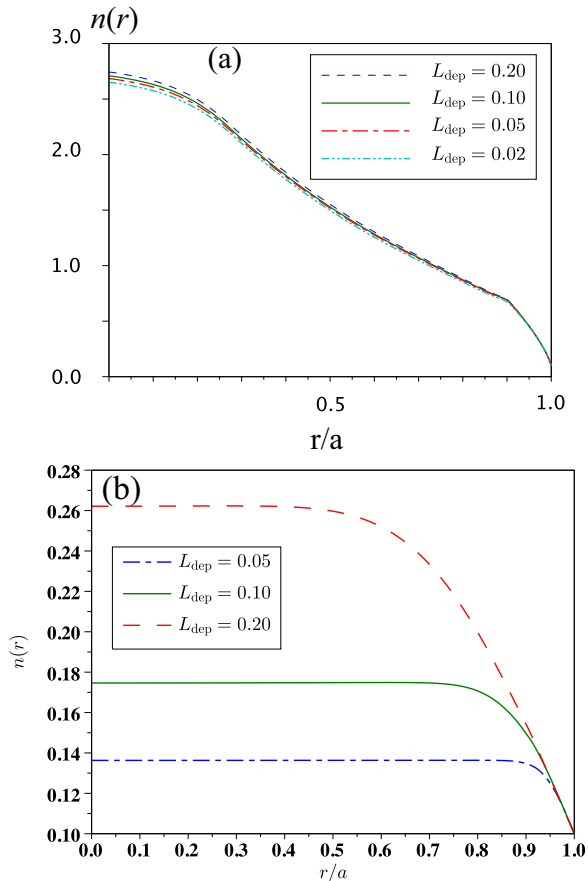 n(r)
(a)
3.0
2.0
1.0
0.0
L_dep = 0.20
L_dep = 0.10
L_dep = 0.05
L_dep = 0.02
0.5
1.0
r/a
(b)
0.28
0.26
0.24
0.22
0.20
0.18
0.16
0.14
0.12
0.10
n(r)
L_dep = 0.05
L_dep = 0.10
L_dep = 0.20
0.0 0.1 0.2 0.3 0.4 0.5 0.6 0.7 0.8 0.9 1.0
r/a